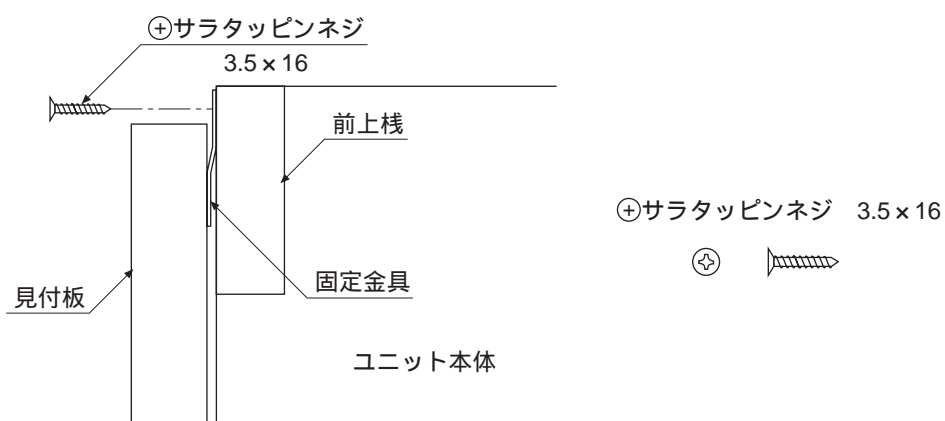 ⊕サラタッピンネジ
3.5×16
前上桟
⊕サラタッピンネジ 3.5×16
固定金具
見付板
ユニット本体